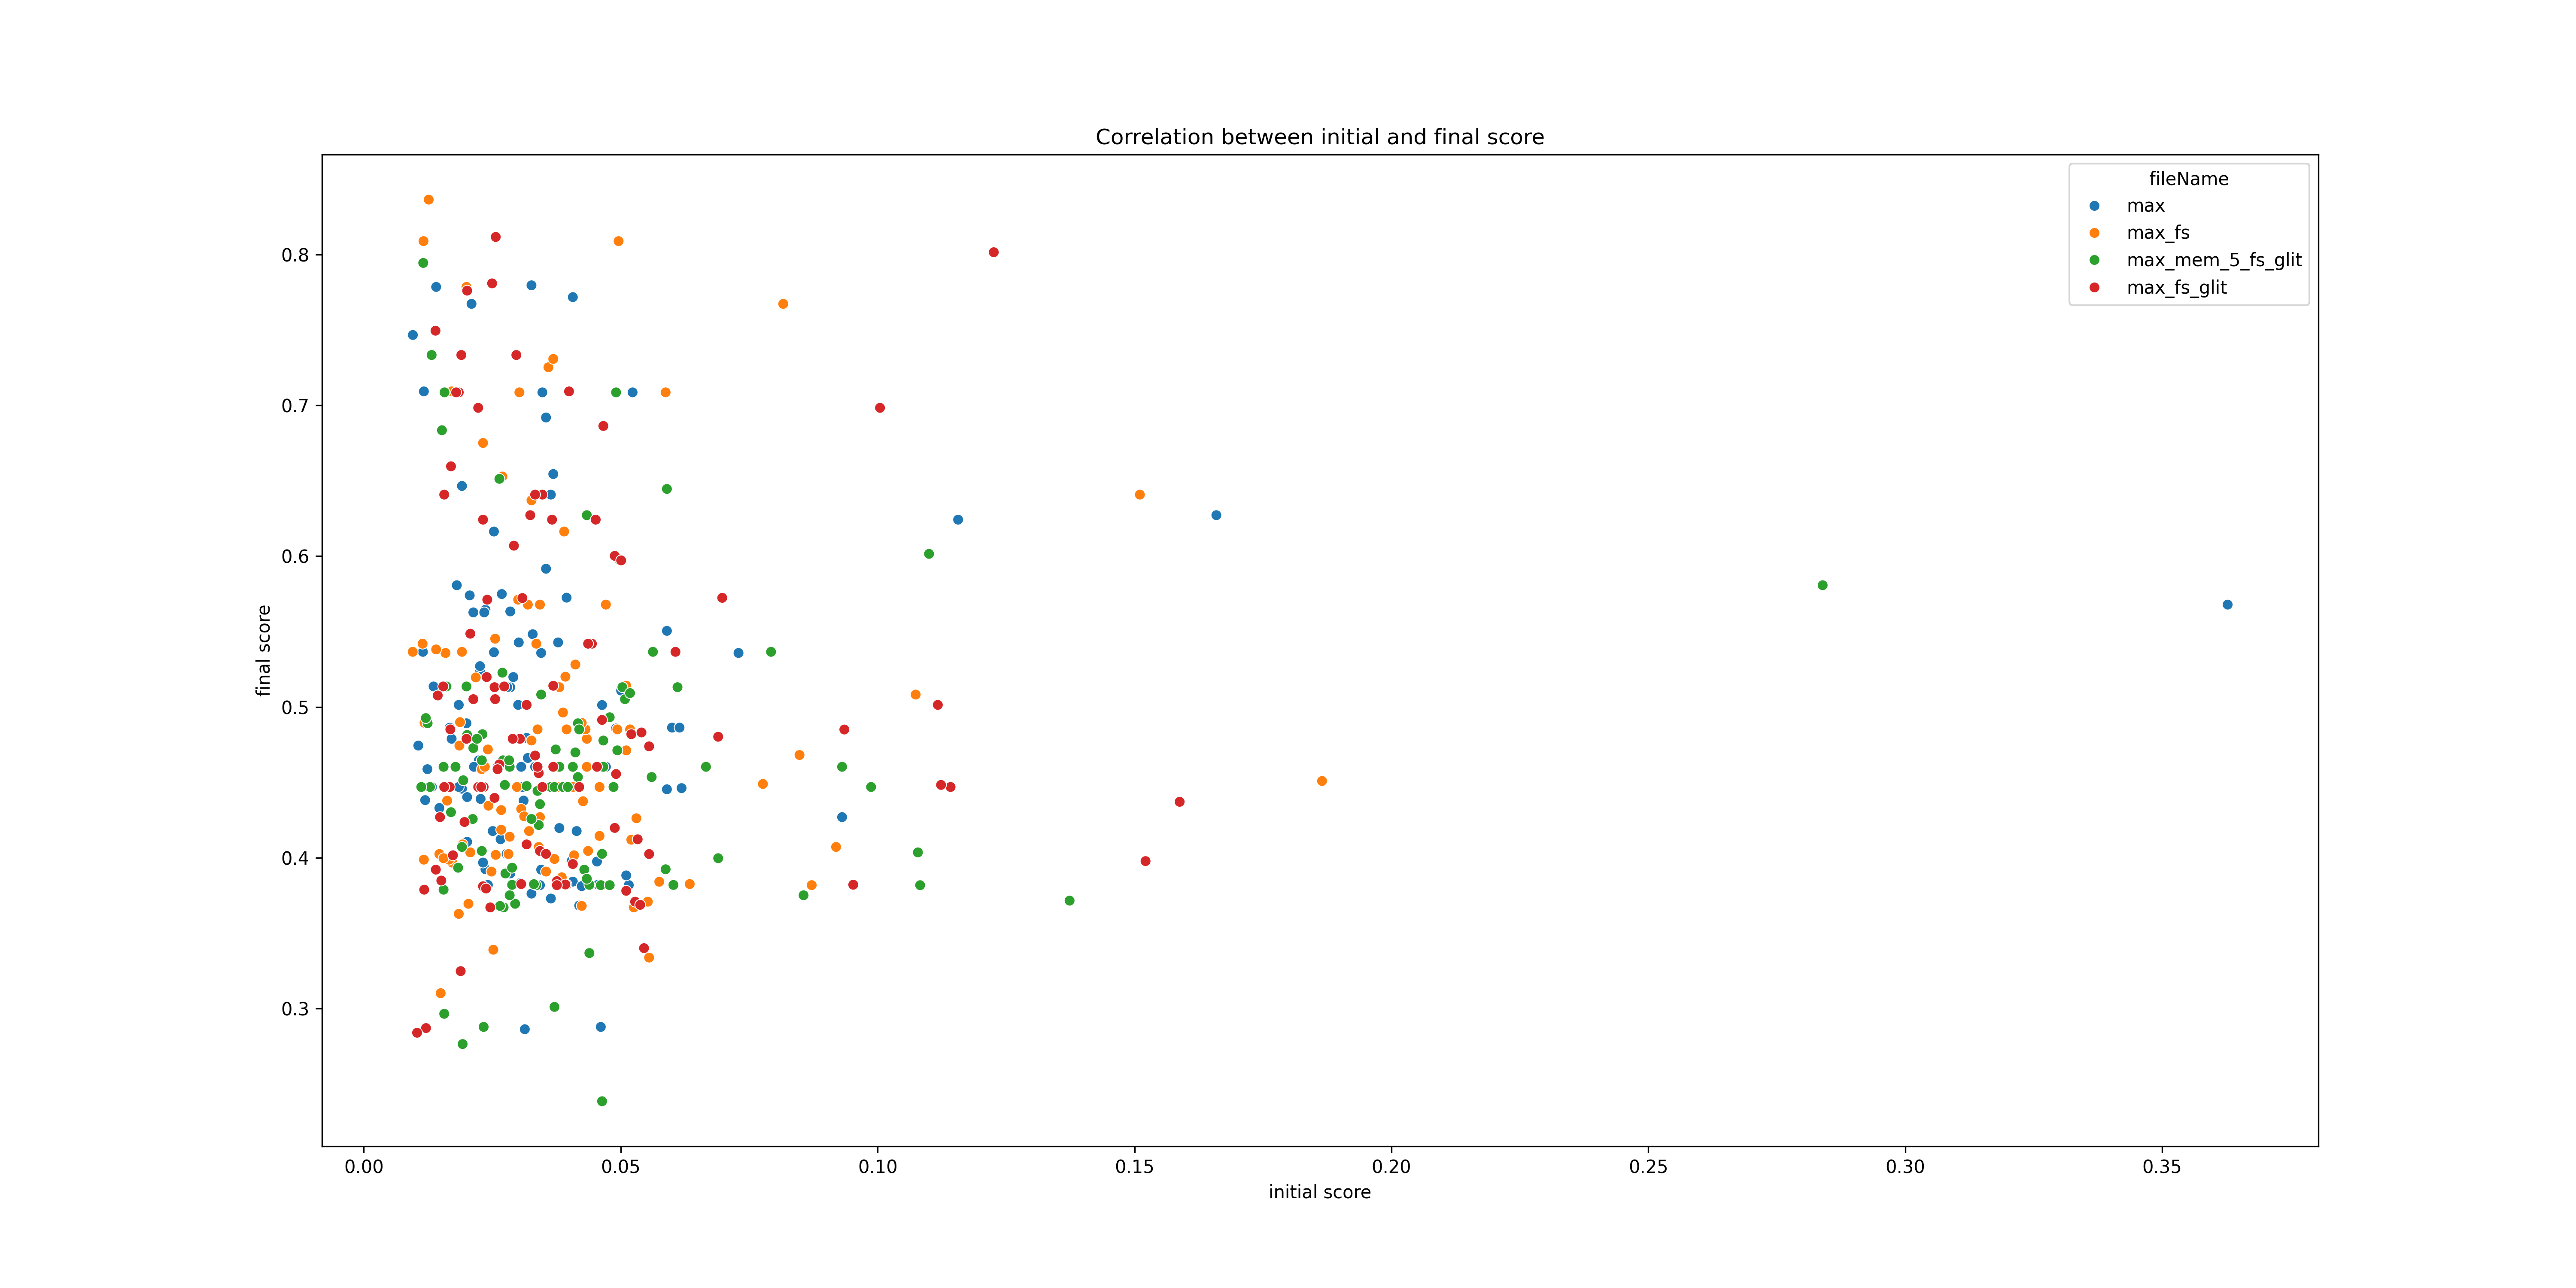 Correlation between initial and final score
fileName
max
max_fs
max_mem_5_fs_glit
max_fs_glit
final score
0.8
0.7
0.6
0.5
0.4
0.3
0.00 0.05 0.10 0.15 0.20 0.25 0.30 0.35
initial score